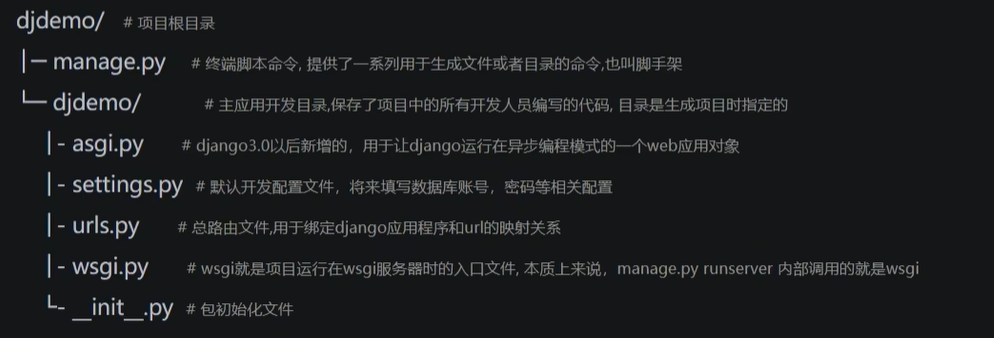 djdemo/ # 项目根目录
|─ manage.py # 终端脚本命令, 提供了一系列用于生成文件或者目录的命令,也叫脚手架
└─ djdemo/ # 主应用开发目录,保存了项目中的所有开发人员编写的代码, 目录是生成项目时指定的
|- asgi.py # django3.0以后新增的，用于让django运行在异步编程模式的一个web应用对象
|- settings.py # 默认开发配置文件，将来填写数据库账号，密码等相关配置
|- urls.py # 总路由文件,用于绑定django应用程序和url的映射关系
|- wsgi.py # wsgi就是项目运行在wsgi服务器时的入口文件, 本质上来说，manage.py runserver 内部调用的就是wsgi
└- __init__.py # 包初始化文件